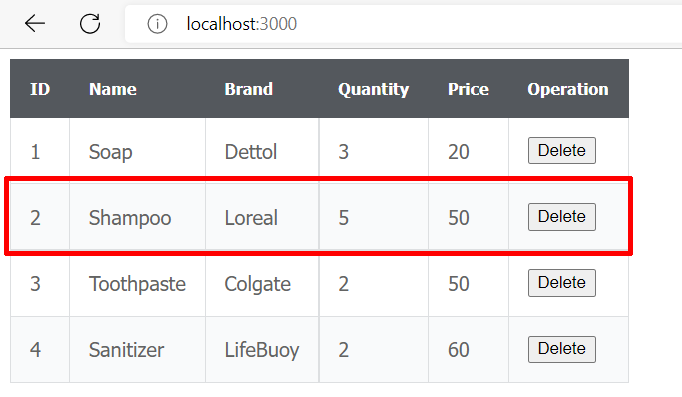 localhost:3000
ID Name Brand Quantity Price Operation
1 Soap Dettol 3 20 Delete
2 Shampoo Loreal 5 50 Delete
3 Toothpaste Colgate 2 50 Delete
4 Sanitizer LifeBuoy 2 60 Delete